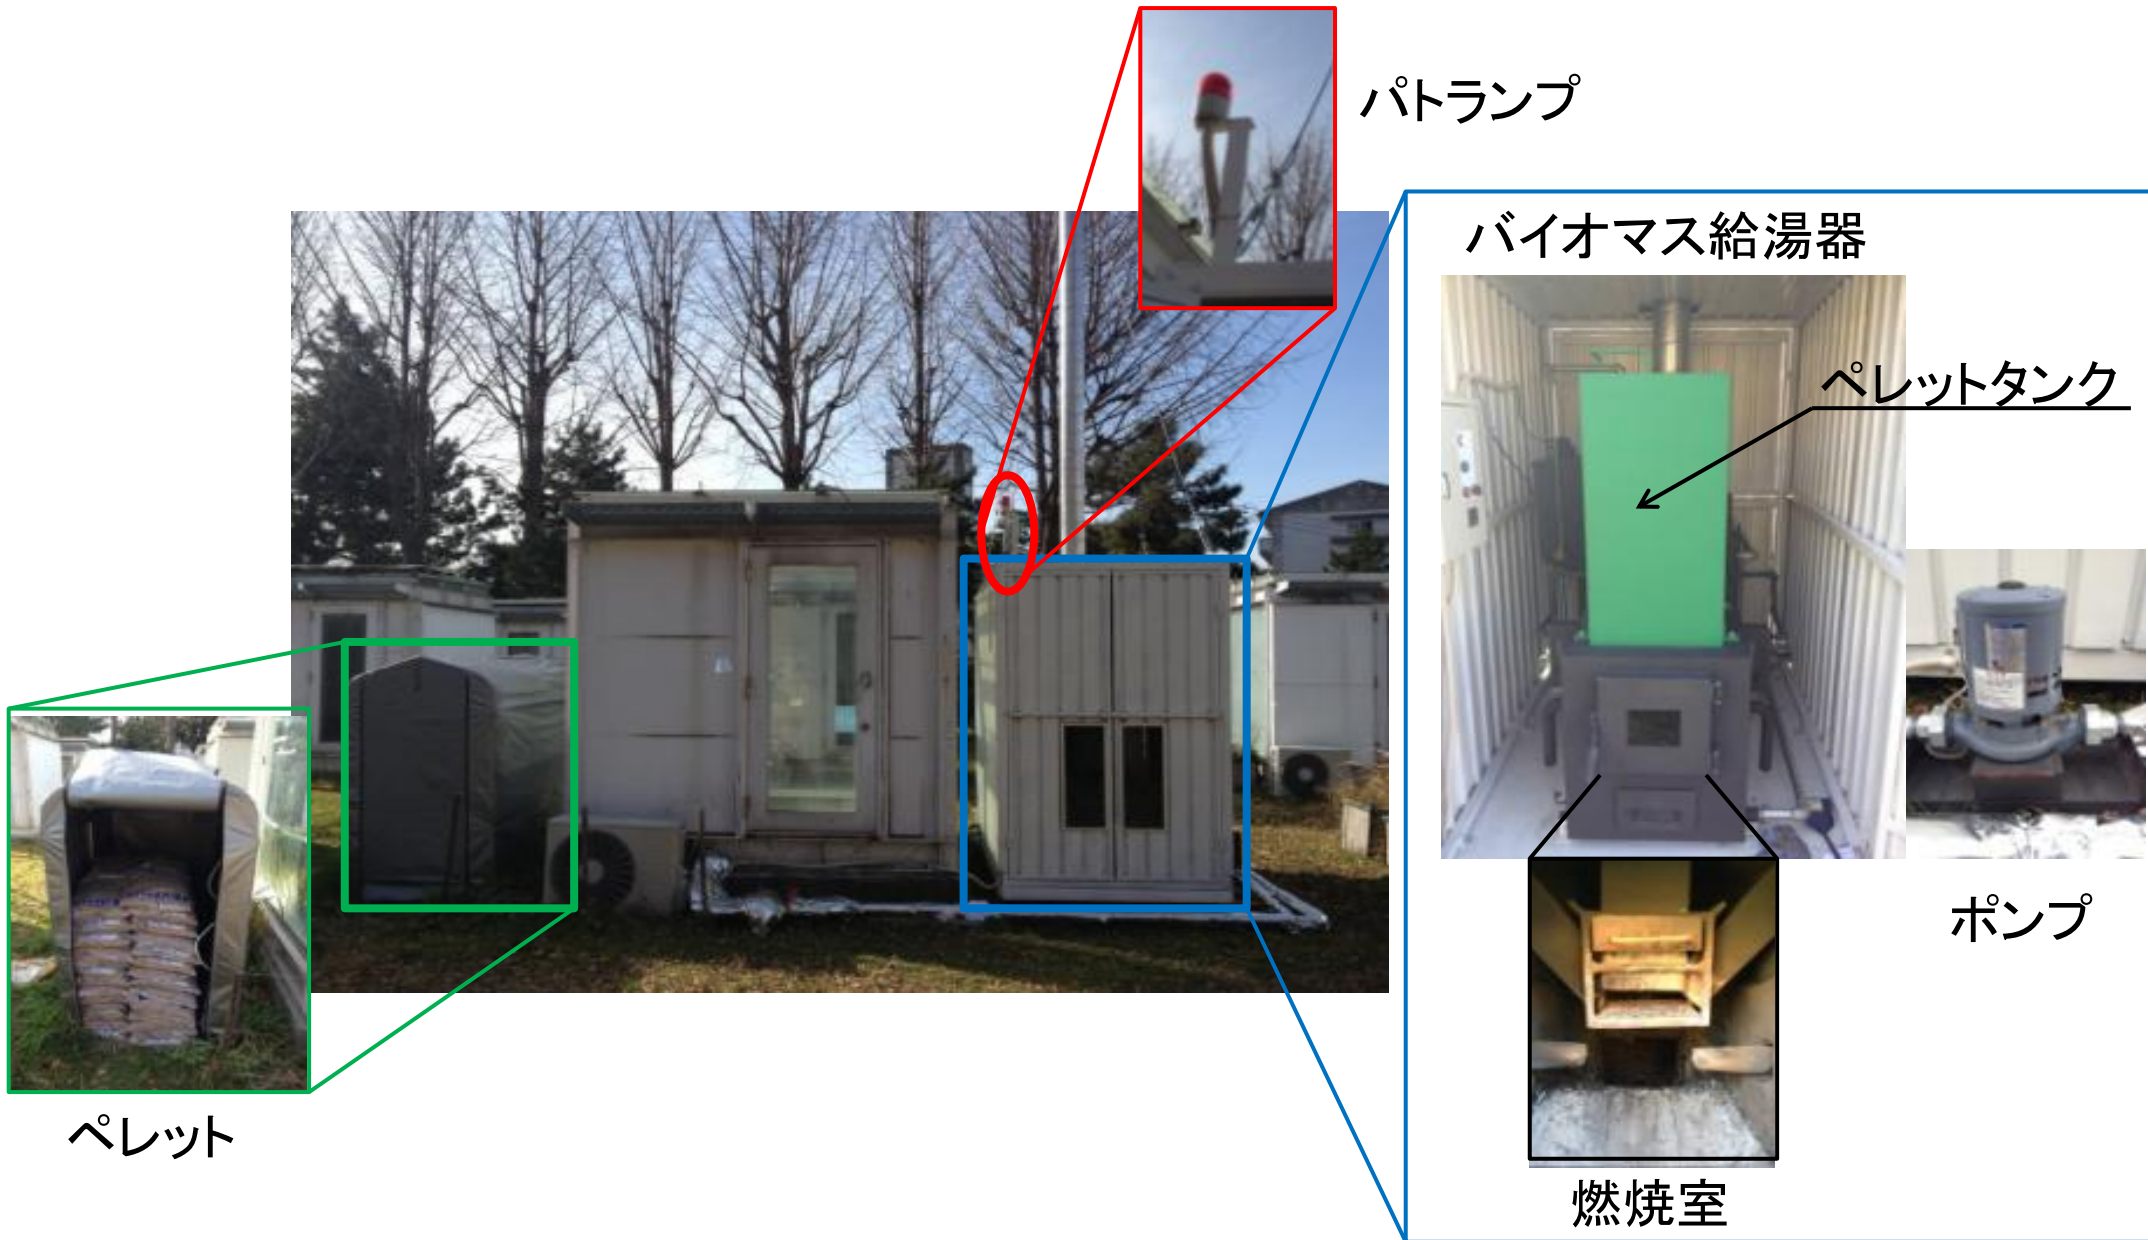 パトランプ
バイオマス給湯器
ペレットタンク
ポンプ
ペレット
燃焼室